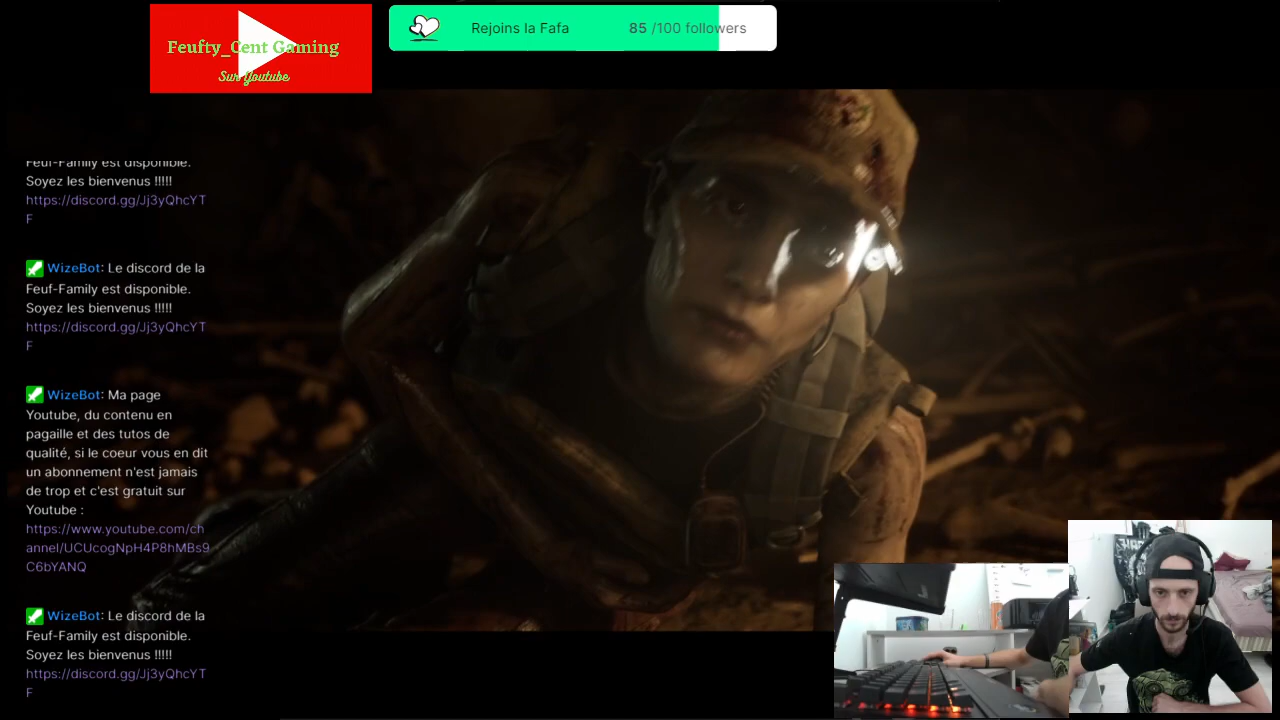 Feufty_Cent Gaming
Sur Youtube
Rejoins la Fafa
85 /100 followers
Feuf-Family est disponible.
Soyez les bienvenus !!!!!
https://discord.gg/Jj3yQhcYT
F
WizeBot: Le discord de la
Feuf-Family est disponible.
Soyez les bienvenus !!!!!
https://discord.gg/Jj3yQhcYT
F
WizeBot: Ma page
Youtube, du contenu en
pagaille et des tutos de
qualité, si le coeur vous en dit
un abonnement n'est jamais
de trop et c'est gratuit sur
Youtube :
https://www.youtube.com/ch
annel/UCUcogNpH4P8hMBs9
C6bYANQ
WizeBot: Le discord de la
Feuf-Family est disponible.
Soyez les bienvenus !!!!!
https://discord.gg/Jj3yQhcYT
F